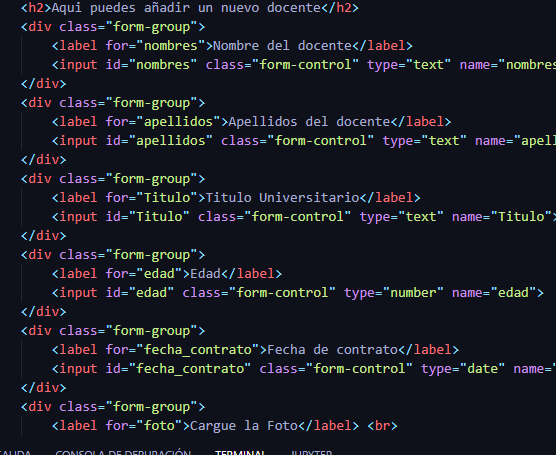 <h2>Aqui puedes añadir un nuevo docente</h2>
<div class="form-group">
<label for="nombres">Nombre del docente</label>
<input id="nombres" class="form-control" type="text" name="nombres
</div>
<div class="form-group">
<label for="apellidos">Apellidos del docente</label>
<input id="apellidos" class="form-control" type="text" name="apell
</div>
<div class="form-group">
<label for="Titulo">Titulo Universitario</label>
<input id="Titulo" class="form-control" type="text" name="Titulo">
</div>
<div class="form-group">
<label for="edad">Edad</label>
<input id="edad" class="form-control" type="number" name="edad">
</div>
<div class="form-group">
<label for="fecha_contrato">Fecha de contrato</label>
<input id="fecha_contrato" class="form-control" type="date" name="
</div>
<div class="form-group">
<label for="foto">Cargue la Foto</label> <br>
CONSOLA DE DEPURACIÓN TERMINAL JUPYTER